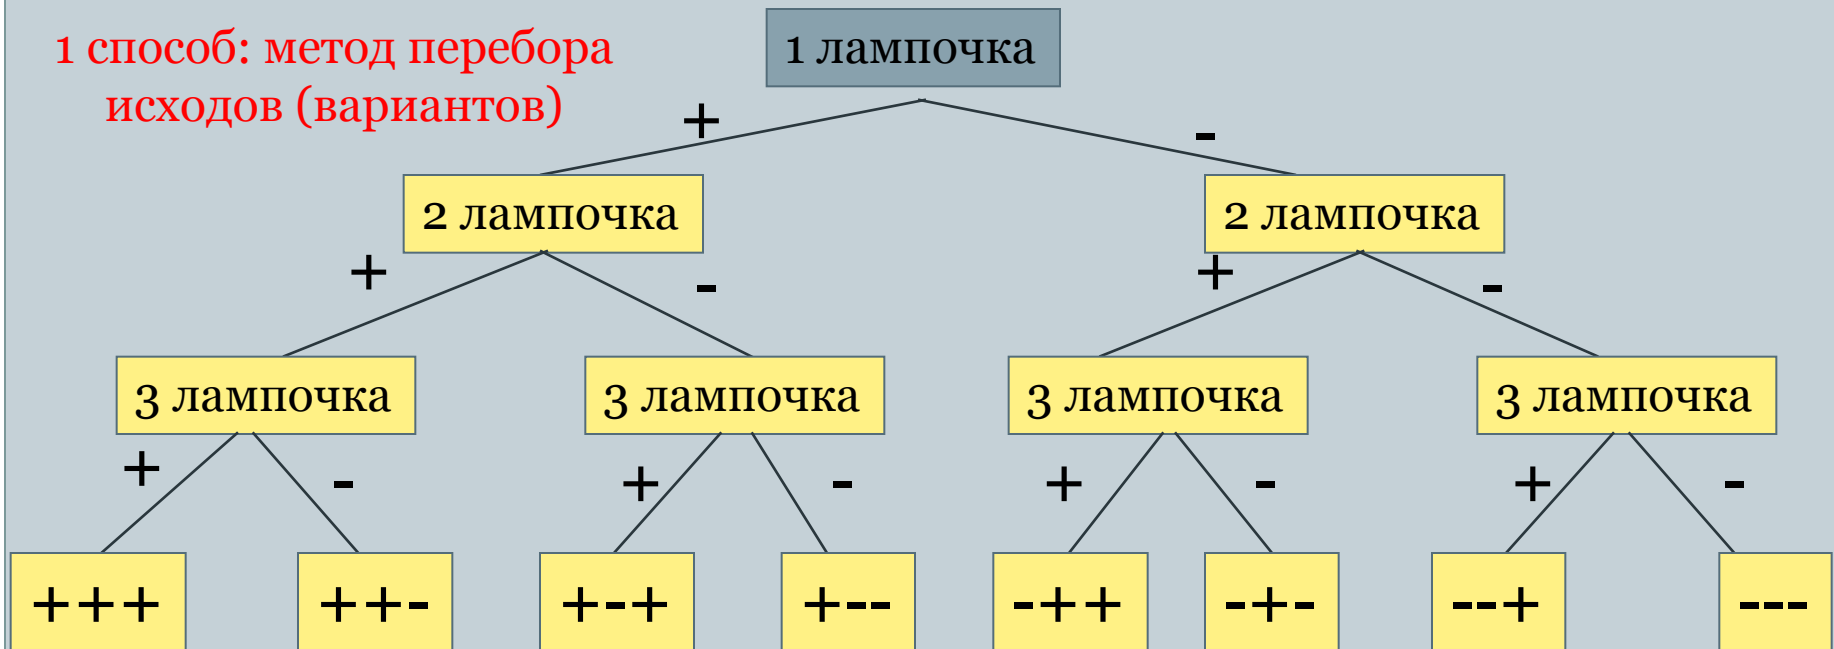 1 способ: метод перебора
исходов (вариантов)
1 лампочка
+ -
2 лампочка 2 лампочка
+ - + -
3 лампочка 3 лампочка 3 лампочка 3 лампочка
+ - + - + - + -
+++ ++- +-+ +-- -++ -+- --+ ---